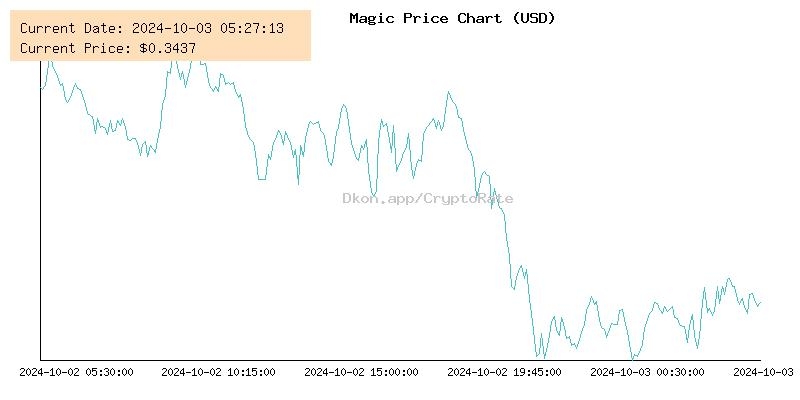 Magic Price Chart (USD)
Current Date: 2024-10-03 05:27:13
Current Price: $0.3437
Dkon.app/CryptoRate
2024-10-02 05:30:00 2024-10-02 10:15:00 2024-10-02 15:00:00 2024-10-02 19:45:00 2024-10-03 00:30:00 2024-10-03